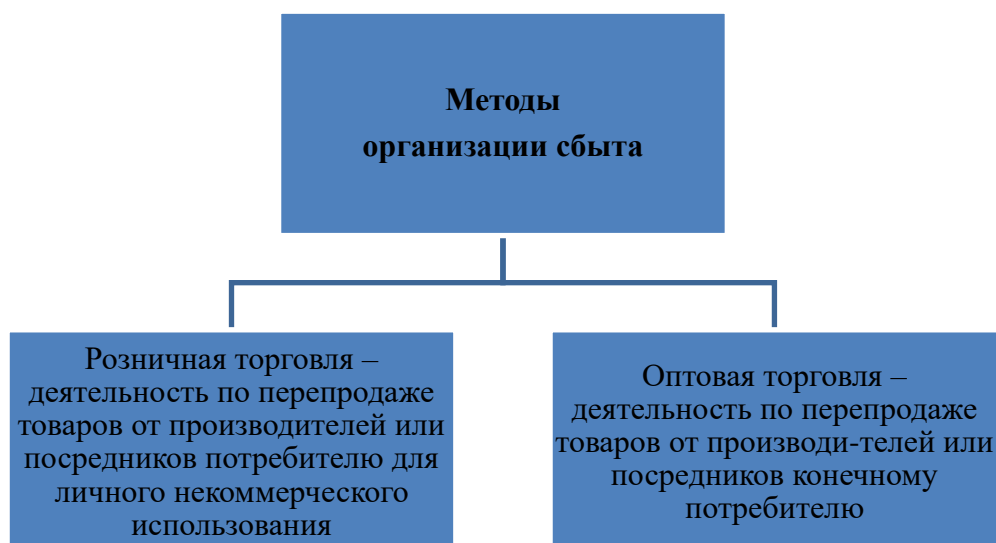 Методы
организации сбыта
Розничная торговля –
деятельность по перепродаже
товаров от производителей или
посредников потребителю для
личного некоммерческого
использования
Оптовая торговля –
деятельность по перепродаже
товаров от производи-телей или
посредников конечному
потребителю